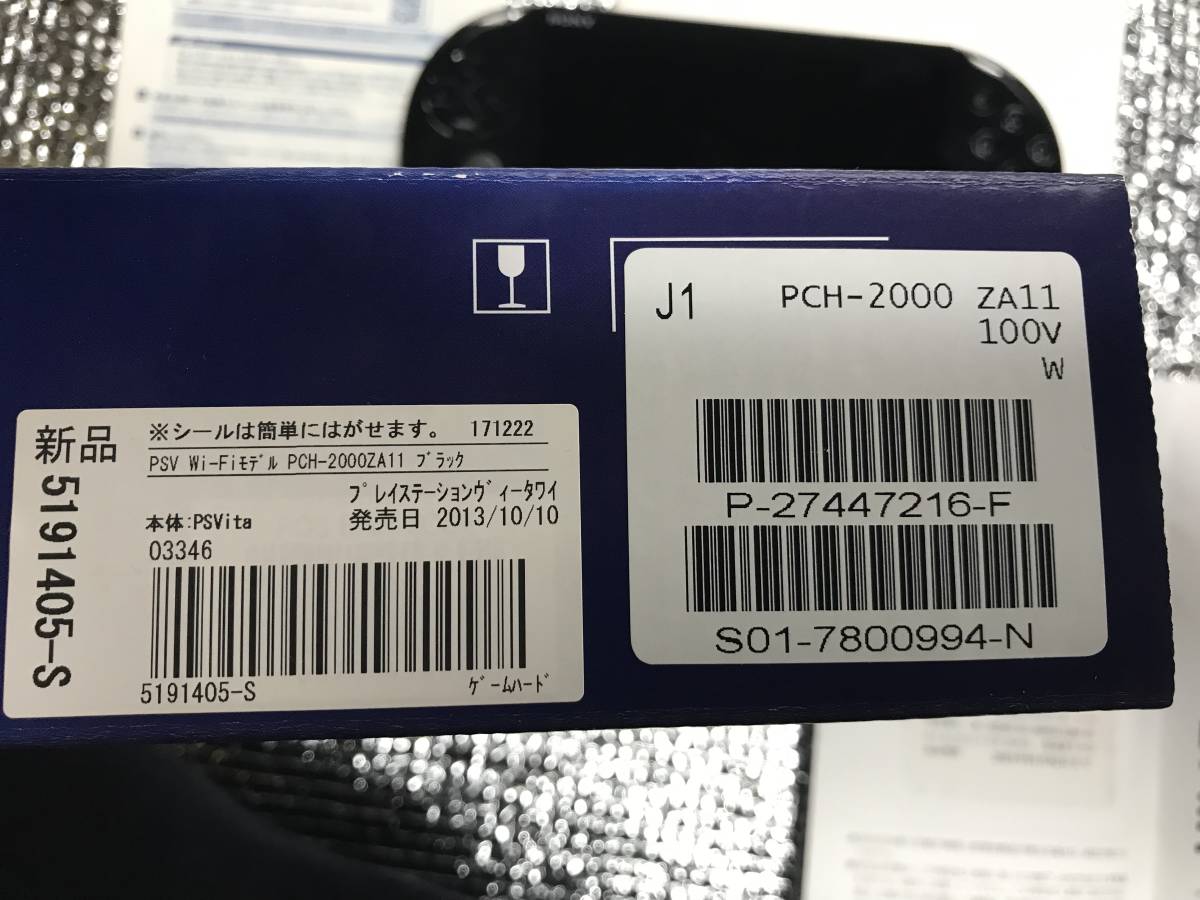 新品
5191405-S
※シールは簡単にはがせます。 171222
PSV Wi-Fiﾓﾃﾞﾙ PCH-2000ZA11 ﾌﾞﾗｯｸ
ﾌﾟﾚｲｽﾃｰｼｮﾝｳﾞｨｰﾀﾜｲ
本体:PSVita
発売日 2013/10/10
03346
5191405-S
ｹﾞｰﾑﾊｰﾄﾞ
J1
PCH-2000 ZA11
100V
W
P-27447216-F
S01-7800994-N